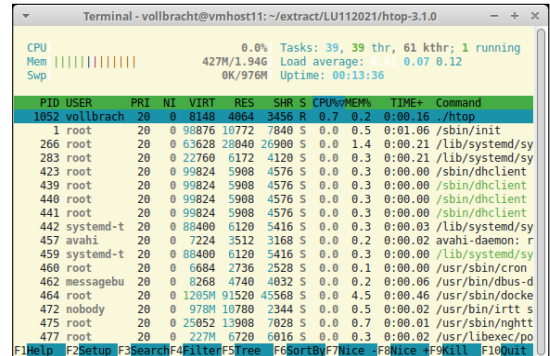 Terminal - vollbracht@vmhost11: ~/extract/LU112021/htop-3.1.0
CPU 0.0% Tasks: 39, 39 thr, 61 kthr; 1 running
Mem 427M/1.94G Load average: 0.01 0.07 0.12
Swp 0K/976M Uptime: 00:13:36
PID USER PRI NI VIRT RES SHR S CPU%▽MEM% TIME+ Command
1052 vollbrach 20 0 8148 4064 3456 R 0.7 0.2 0:00.16 ./htop
1 root 20 0 98876 10772 7840 S 0.0 0.5 0:01.06 /sbin/init
266 root 20 0 63628 28040 26900 S 0.0 1.4 0:00.21 /lib/systemd/sy
283 root 20 0 22760 6172 4120 S 0.0 0.3 0:00.21 /lib/systemd/sy
423 root 20 0 99824 5908 4576 S 0.0 0.3 0:00.00 /sbin/dhclient
439 root 20 0 99824 5908 4576 S 0.0 0.3 0:00.00 /sbin/dhclient
440 root 20 0 99824 5908 4576 S 0.0 0.3 0:00.00 /sbin/dhclient
441 root 20 0 99824 5908 4576 S 0.0 0.3 0:00.00 /sbin/dhclient
442 systemd-t 20 0 88400 6120 5416 S 0.0 0.3 0:00.03 /lib/systemd/sy
457 avahi 20 0 7224 3512 3168 S 0.0 0.2 0:00.02 avahi-daemon: r
459 systemd-t 20 0 88400 6120 5416 S 0.0 0.3 0:00.00 /lib/systemd/sy
460 root 20 0 6684 2736 2528 S 0.0 0.1 0:00.00 /usr/sbin/cron
462 messagebu 20 0 8268 4740 4032 S 0.0 0.2 0:00.06 /usr/bin/dbus-d
464 root 20 0 1205M 91520 45568 S 0.0 4.5 0:00.46 /usr/sbin/docke
472 nobody 20 0 978M 10780 2344 S 0.0 0.5 0:00.02 /usr/bin/irtt s
475 root 20 0 25052 13908 7028 S 0.0 0.7 0:00.01 /usr/sbin/nghtt
477 root 20 0 227M 6720 6016 S 0.0 0.3 0:00.02 /usr/libexec/po
F1Help F2Setup F3SearchF4FilterF5Tree F6SortByF7Nice -F8Nice +F9Kill F10Quit